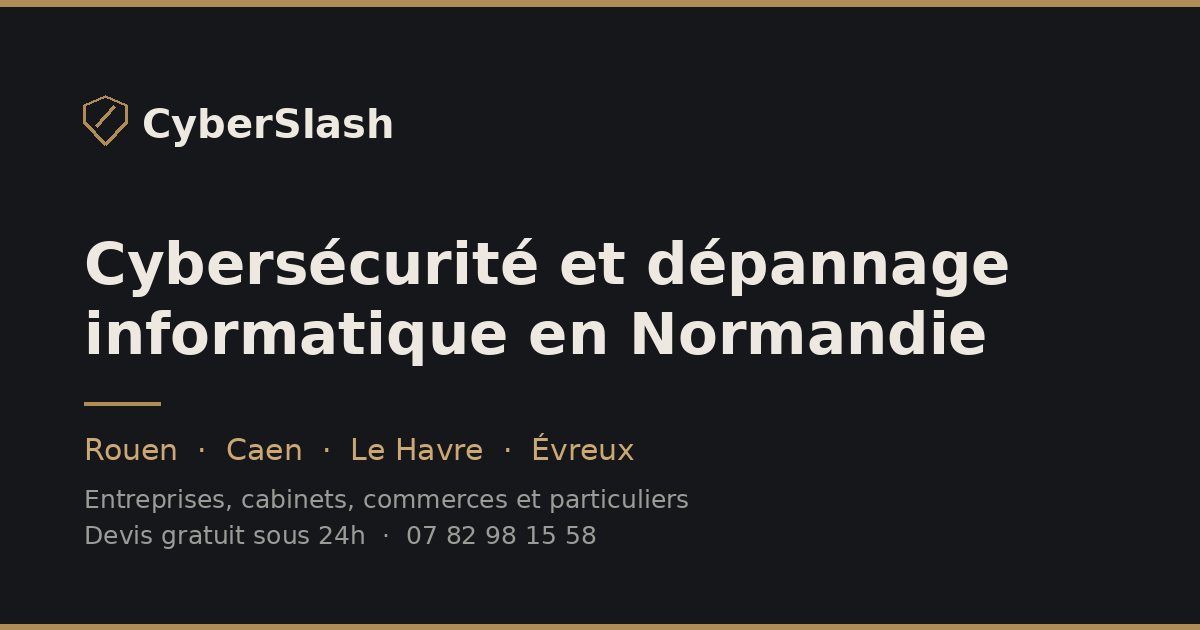 CyberSlash
Cybersécurité et dépannage
informatique en Normandie
Rouen · Caen · Le Havre · Évreux
Entreprises, cabinets, commerces et particuliers
Devis gratuit sous 24h · 07 82 98 15 58